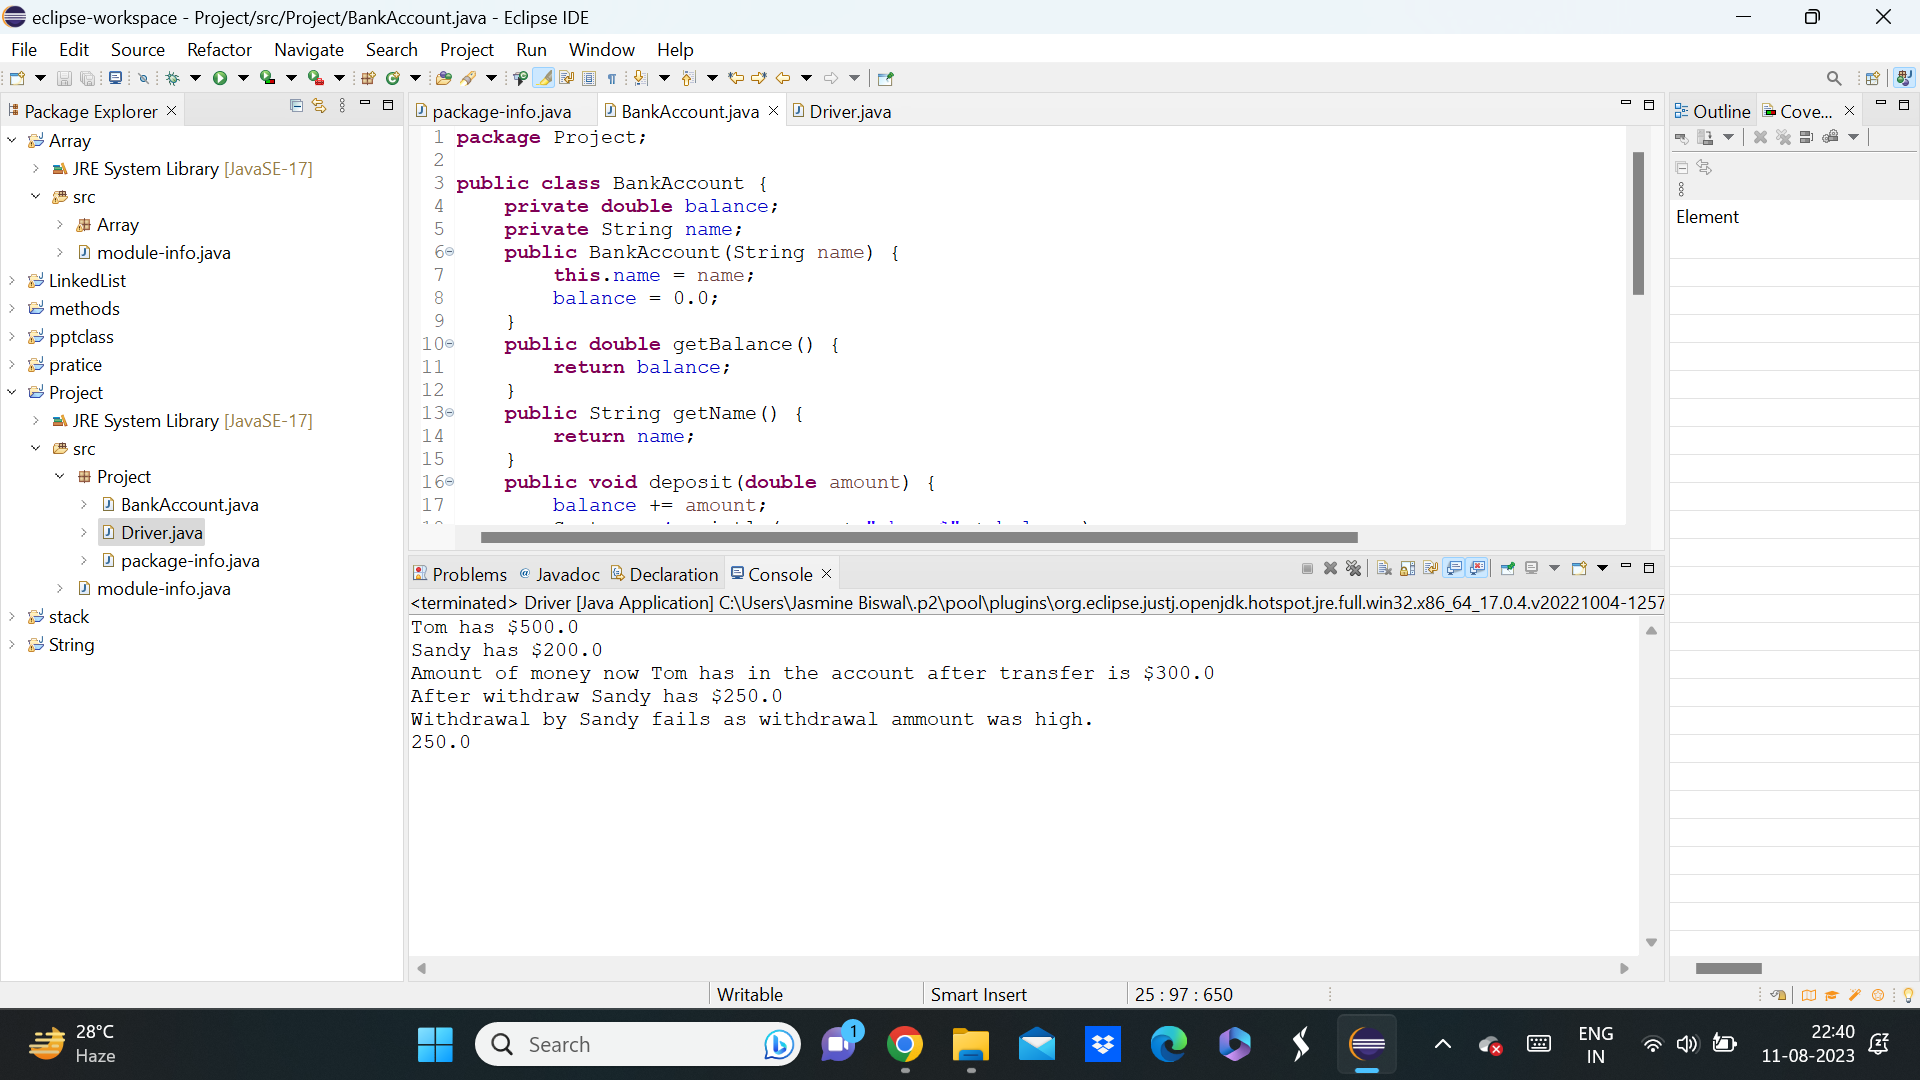 eclipse-workspace - Project/src/Project/BankAccount.java - Eclipse IDE
File Edit Source Refactor Navigate Search Project Run Window Help
Package Explorer
Array
JRE System Library [JavaSE-17]
src
Array
module-info.java
LinkedList
methods
pptclass
pratice
Project
JRE System Library [JavaSE-17]
src
Project
BankAccount.java
Driver.java
package-info.java
module-info.java
stack
String
package-info.java BankAccount.java Driver.java
1 package Project;
2
3 public class BankAccount {
4 private double balance;
5 private String name;
6 public BankAccount(String name) {
7 this.name = name;
8 balance = 0.0;
9 }
10 public double getBalance() {
11 return balance;
12 }
13 public String getName() {
14 return name;
15 }
16 public void deposit(double amount) {
17 balance += amount;
Problems Javadoc Declaration Console
<terminated> Driver [Java Application] C:\Users\Jasmine Biswal\.p2\pool\plugins\org.eclipse.justj.openjdk.hotspot.jre.full.win32.x86_64_17.0.4.v20221004-1257
Tom has $500.0
Sandy has $200.0
Amount of money now Tom has in the account after transfer is $300.0
After withdraw Sandy has $250.0
Withdrawal by Sandy fails as withdrawal ammount was high.
250.0
Outline Cove...
Element
Writable Smart Insert 25 : 97 : 650
28°C
Haze
Search
1
ENG
IN
22:40
11-08-2023